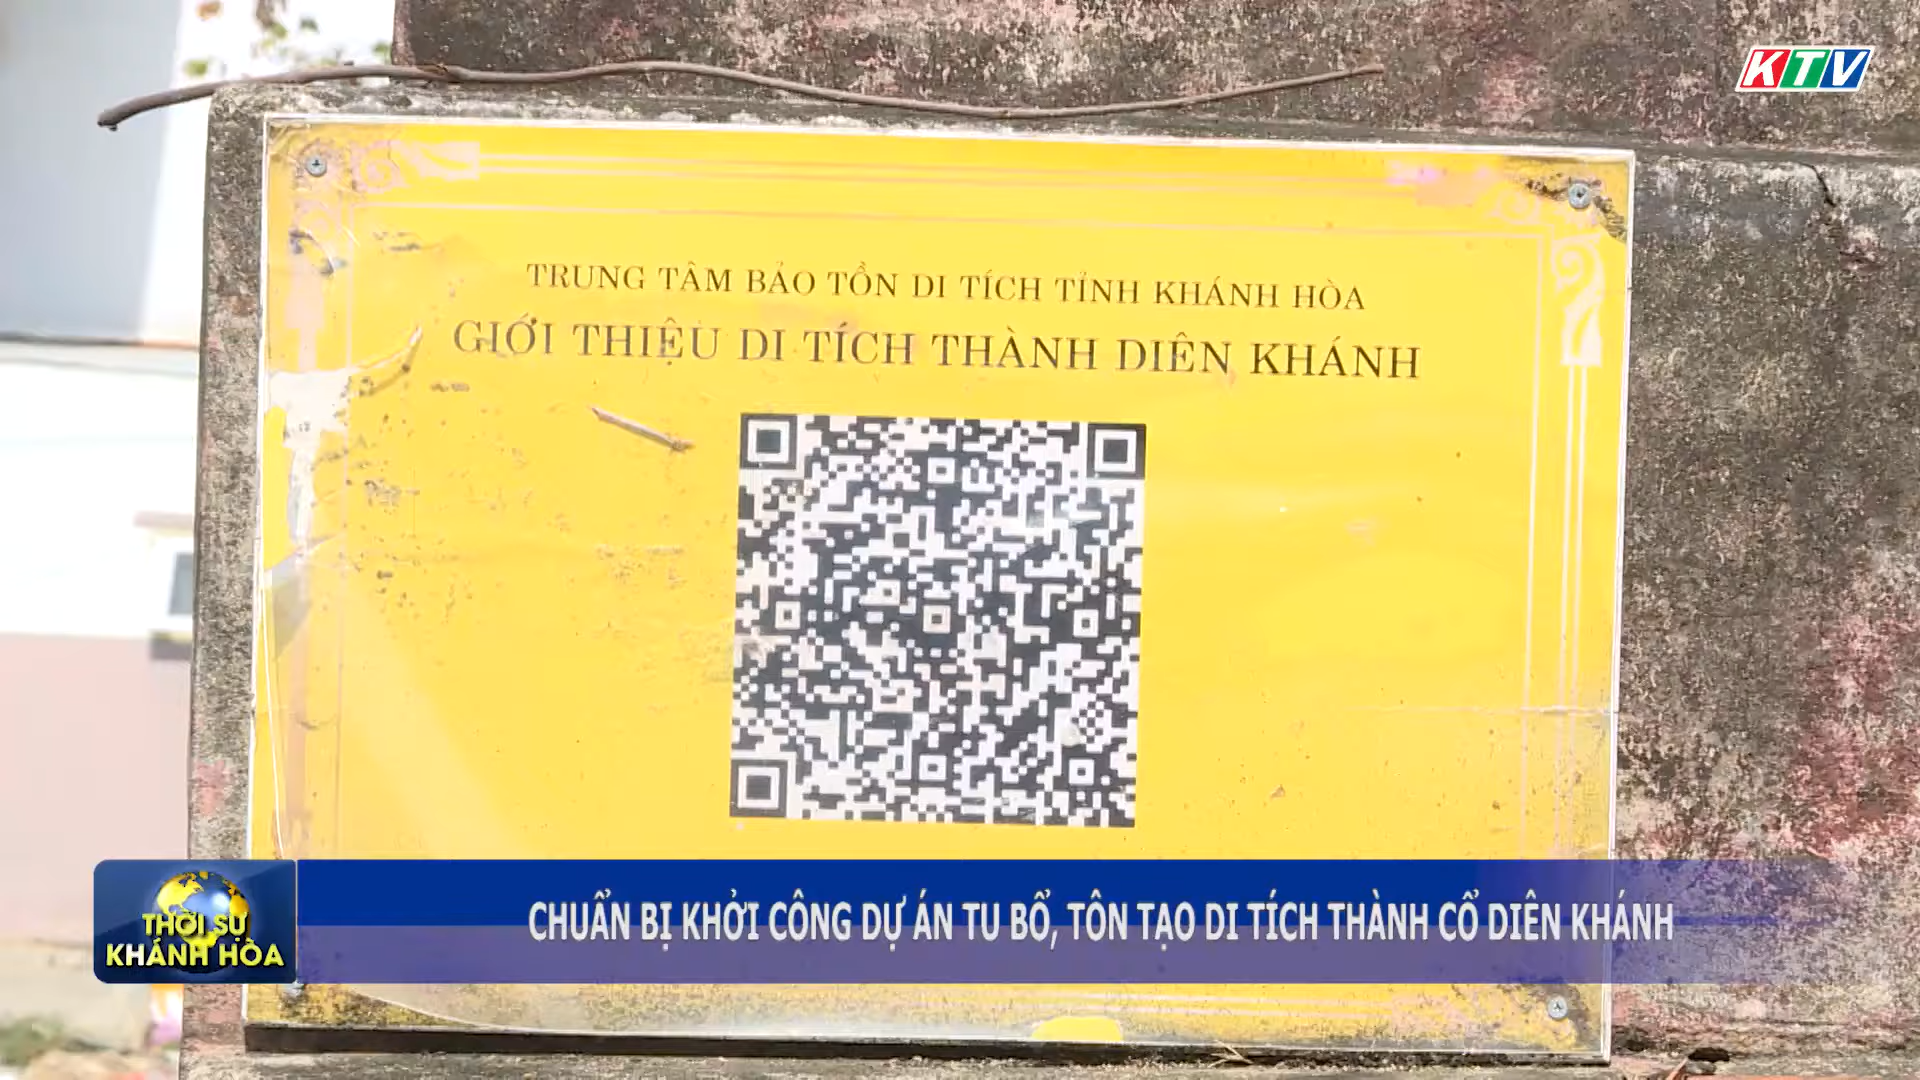 KTV
TRUNG TÂM BẢO TỒN DI TÍCH TỈNH KHÁNH HÒA
GIỚI THIỆU DI TÍCH THÀNH DIÊN KHÁNH
THỜI SỰ
KHÁNH HÒA
CHUẨN BỊ KHỞI CÔNG DỰ ÁN TU BỔ, TÔN TẠO DI TÍCH THÀNH CỔ DIÊN KHÁNH